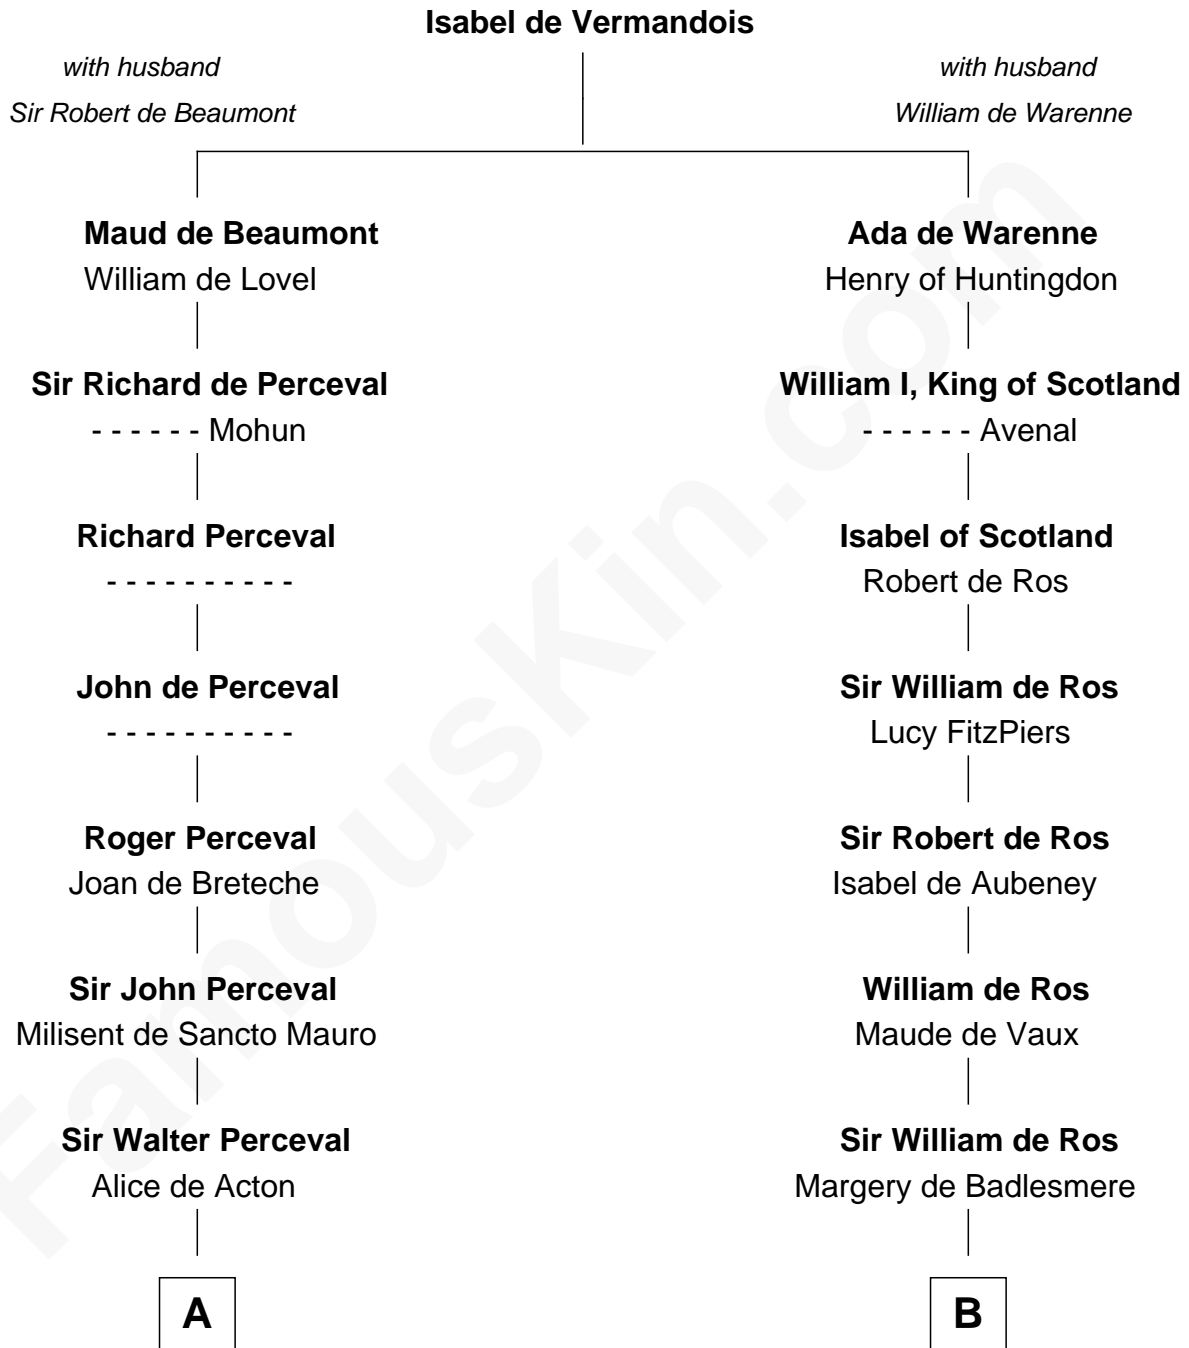 Isabel de Vermandois
with husband
Sir Robert de Beaumont
with husband
William de Warenne
Maud de Beaumont
William de Lovel
Ada de Warenne
Henry of Huntingdon
Sir Richard de Perceval
- - - - - - Mohun
William I, King of Scotland
- - - - - - Avenal
Richard Perceval
- - - - - - - - - -
Isabel of Scotland
Robert de Ros
John de Perceval
- - - - - - - - - -
Sir William de Ros
Lucy FitzPiers
Roger Perceval
Joan de Breteche
Sir Robert de Ros
Isabel de Aubeney
Sir John Perceval
Milisent de Sancto Mauro
William de Ros
Maude de Vaux
Sir Walter Perceval
Alice de Acton
Sir William de Ros
Margery de Badlesmere
A
B
FamousKin.com